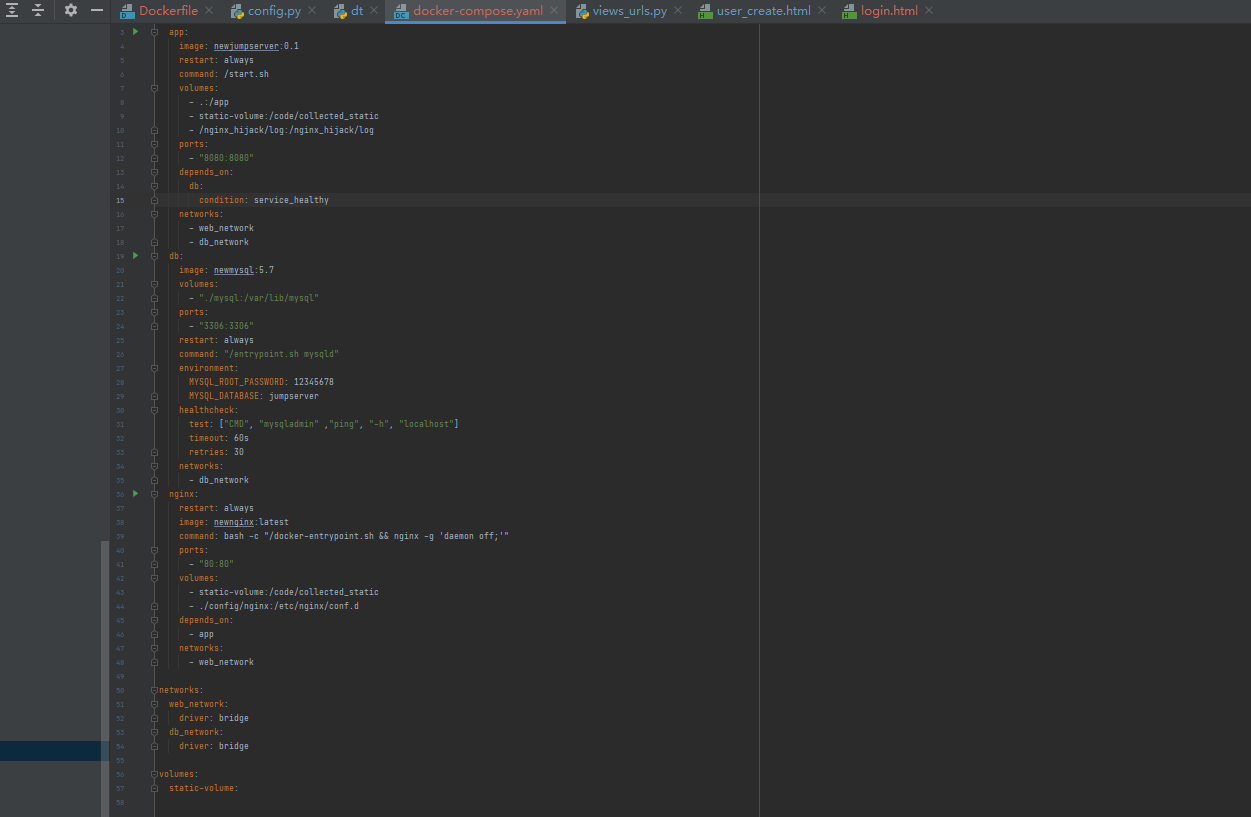 Dockerfile config.py dt docker-compose.yaml views_urls.py user_create.html login.html
3 app:
4 image: newjumpserver:0.1
5 restart: always
6 command: /start.sh
7 volumes:
8 - .:/app
9 - static-volume:/code/collected_static
10 - /nginx_hijack/log:/nginx_hijack/log
11 ports:
12 - "8080:8080"
13 depends_on:
14 db:
15 condition: service_healthy
16 networks:
17 - web_network
18 - db_network
19 db:
20 image: newmysql:5.7
21 volumes:
22 - "./mysql:/var/lib/mysql"
23 ports:
24 - "3306:3306"
25 restart: always
26 command: "/entrypoint.sh mysqld"
27 environment:
28 MYSQL_ROOT_PASSWORD: 12345678
29 MYSQL_DATABASE: jumpserver
30 healthcheck:
31 test: ["CMD", "mysqladmin" ,"ping", "-h", "localhost"]
32 timeout: 60s
33 retries: 30
34 networks:
35 - db_network
36 nginx:
37 restart: always
38 image: newnginx:latest
39 command: bash -c "/docker-entrypoint.sh && nginx -g 'daemon off;'"
40 ports:
41 - "80:80"
42 volumes:
43 - static-volume:/code/collected_static
44 - ./config/nginx:/etc/nginx/conf.d
45 depends_on:
46 - app
47 networks:
48 - web_network
49
50 networks:
51 web_network:
52 driver: bridge
53 db_network:
54 driver: bridge
55
56 volumes:
57 static-volume:
58